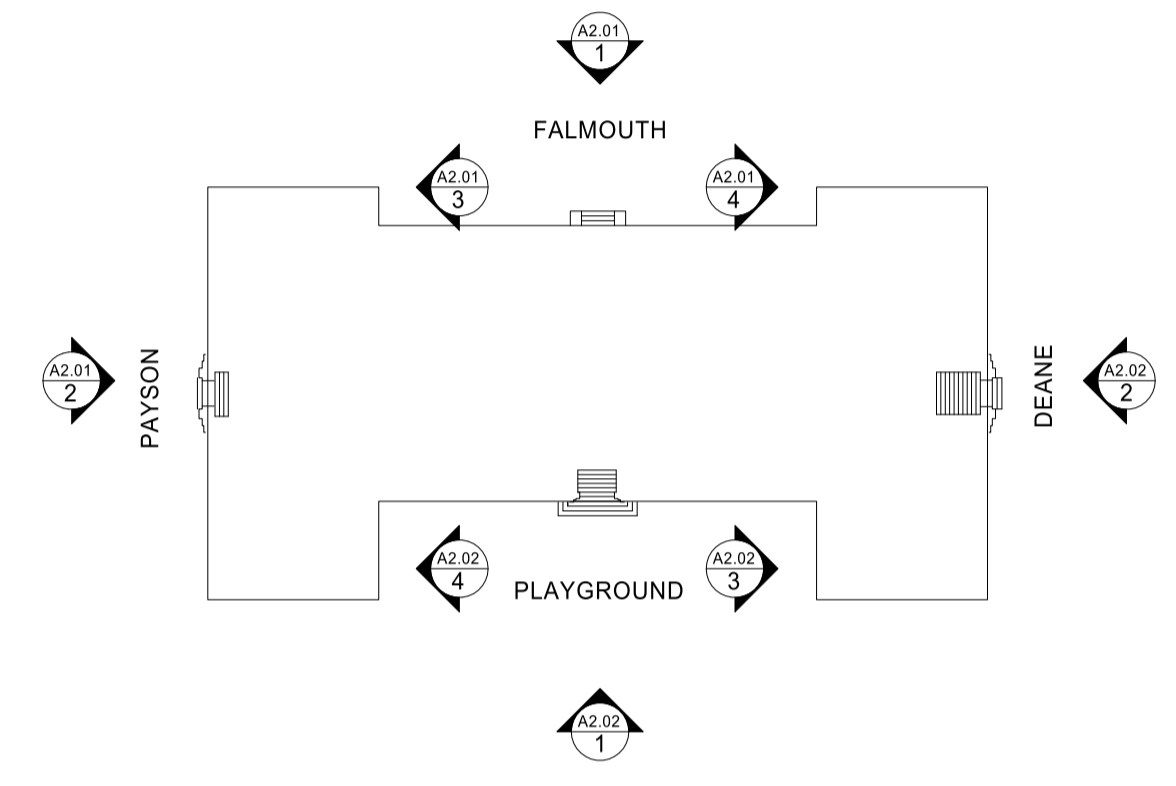 A2.01
1
FALMOUTH
A2.01
3
A2.01
4
A2.01
2
PAYSON
DEANE
A2.02
2
A2.02
4
PLAYGROUND
A2.02
3
A2.02
1